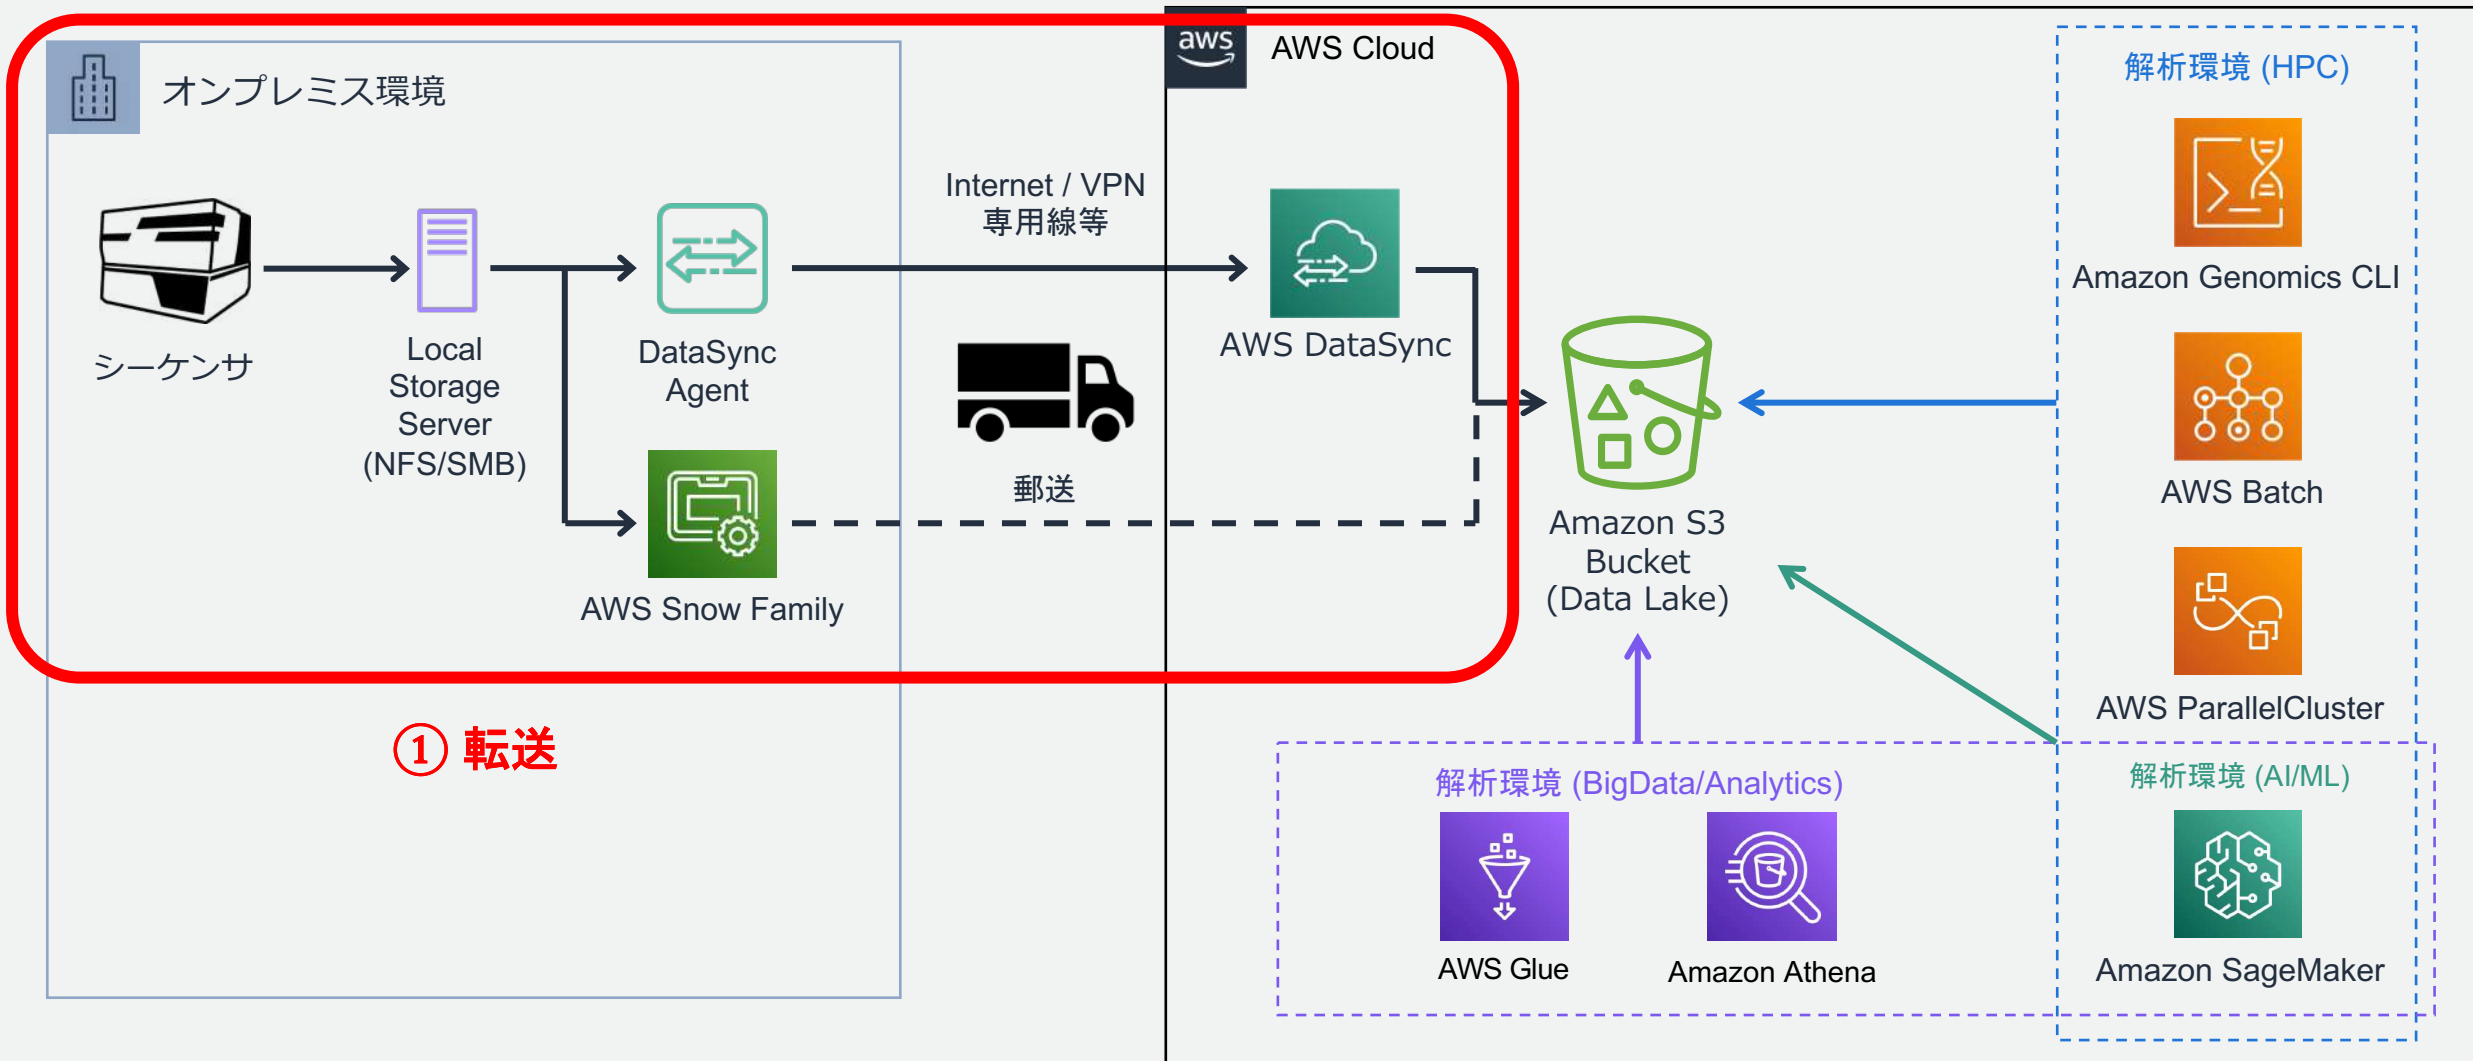 オンプレミス環境
シーケンサ
Local
Storage
Server
(NFS/SMB)
DataSync
Agent
AWS Snow Family
Internet / VPN
専用線等
郵送
① 転送
aws
AWS Cloud
AWS DataSync
Amazon S3
Bucket
(Data Lake)
解析環境 (HPC)
Amazon Genomics CLI
AWS Batch
AWS ParallelCluster
解析環境 (BigData/Analytics)
AWS Glue
Amazon Athena
解析環境 (AI/ML)
Amazon SageMaker